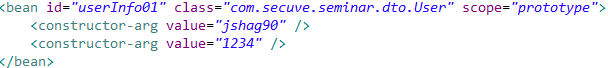 <bean id="userInfo01" class="com.secuve.seminar.dto.User" scope="prototype">
<constructor-arg value="jshag90" />
<constructor-arg value="1234" />
</bean>